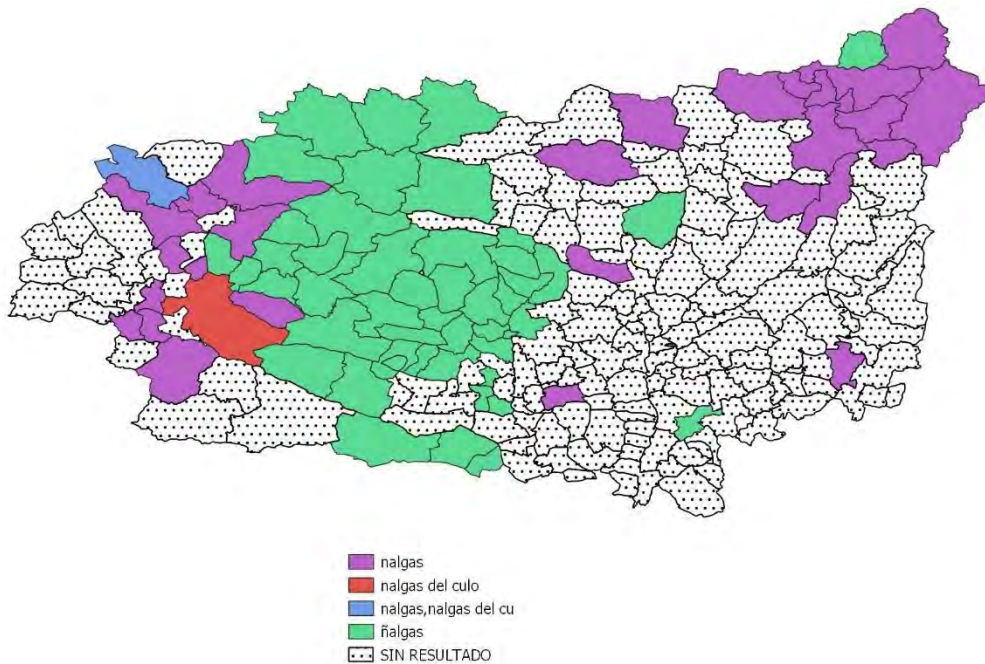 nalgas
nalgas del culo
nalgas,nalgas del cu
ñalgas
SIN RESULTADO